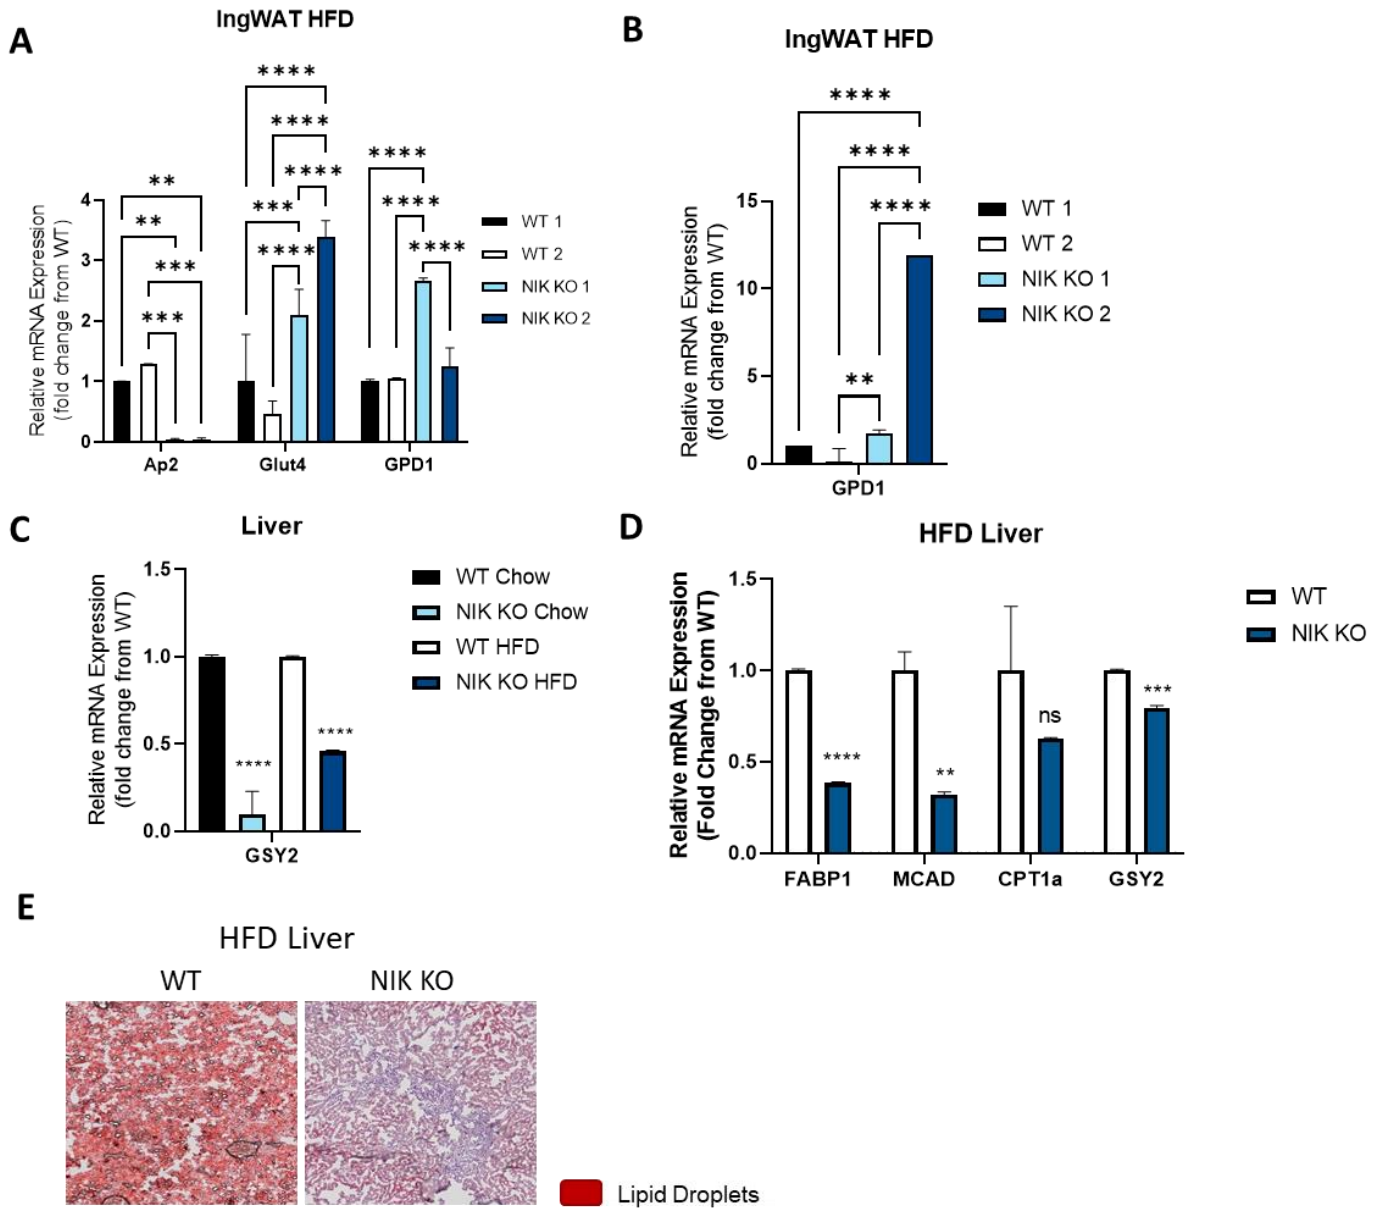 A
IngWAT HFD
Relative mRNA Expression
(fold change from WT)
4
3
2
1
0
**
**
***
***
****
****
****
***
****
****
****
****
Ap2
Glut4
GPD1
WT 1
WT 2
NIK KO 1
NIK KO 2
B
IngWAT HFD
Relative mRNA Expression
(fold change from WT)
15
10
5
0
****
****
****
**
GPD1
WT 1
WT 2
NIK KO 1
NIK KO 2
C
Liver
Relative mRNA Expression
(fold change from WT)
1.5
1.0
0.5
0.0
****
****
GSY2
WT Chow
NIK KO Chow
WT HFD
NIK KO HFD
D
HFD Liver
Relative mRNA Expression
(Fold Change from WT)
1.5
1.0
0.5
0.0
****
**
ns
***
FABP1
MCAD
CPT1a
GSY2
WT
NIK KO
E
HFD Liver
WT
NIK KO
Lipid Droplets